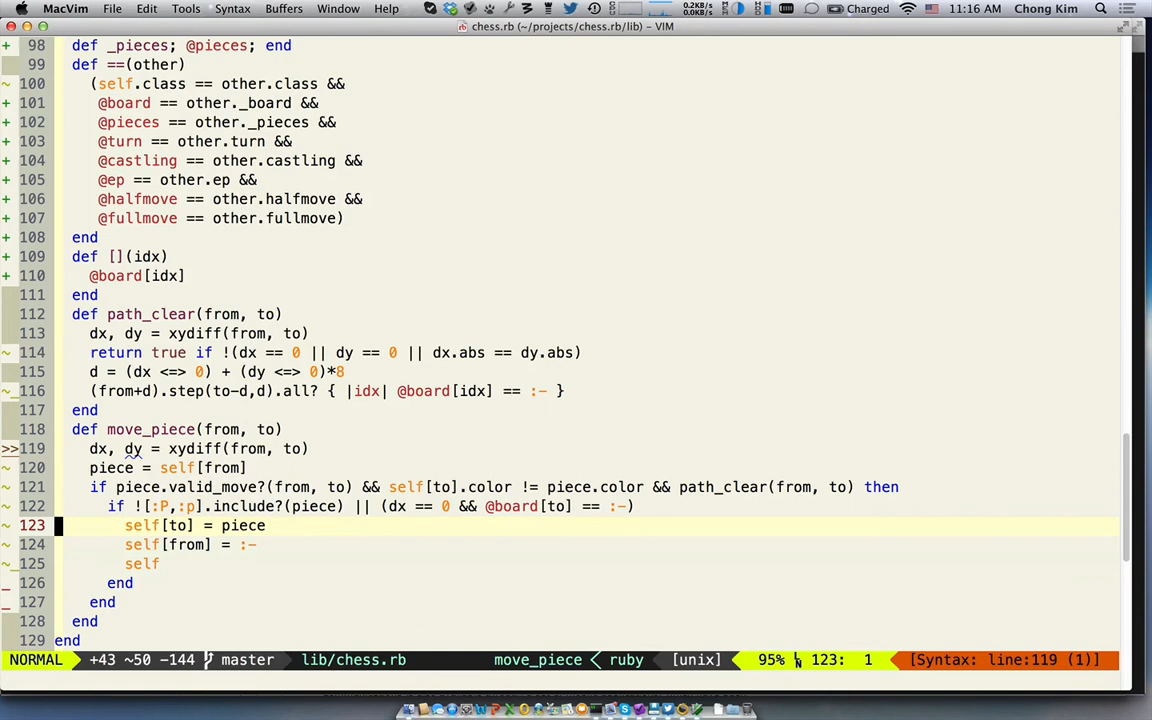 MacVim File Edit Tools Syntax Buffers Window Help 0.2KB/s 0.0KB/s Charged 11:16 AM Chong Kim
chess.rb (~/projects/chess.rb/lib) – VIM
+ 98 def _pieces; @pieces; end
99 def ==(other)
~ 100 (self.class == other.class &&
+ 101 @board == other._board &&
+ 102 @pieces == other._pieces &&
+ 103 @turn == other.turn &&
+ 104 @castling == other.castling &&
+ 105 @ep == other.ep &&
+ 106 @halfmove == other.halfmove &&
+ 107 @fullmove == other.fullmove)
+ 108 end
+ 109 def [](idx)
+ 110 @board[idx]
111 end
112 def path_clear(from, to)
113 dx, dy = xydiff(from, to)
~ 114 return true if !(dx == 0 || dy == 0 || dx.abs == dy.abs)
115 d = (dx <=> 0) + (dy <=> 0)*8
~_ 116 (from+d).step(to-d,d).all? { |idx| @board[idx] == :- }
117 end
118 def move_piece(from, to)
>> 119 dx, dy = xydiff(from, to)
~ 120 piece = self[from]
~ 121 if piece.valid_move?(from, to) && self[to].color != piece.color && path_clear(from, to) then
~ 122 if ![:P,:p].include?(piece) || (dx == 0 && @board[to] == :-)
~ 123 self[to] = piece
~ 124 self[from] = :-
~_ 125 self
_ 126 end
_ 127 end
128 end
129 end
NORMAL +43 ~50 -144 master lib/chess.rb move_piece < ruby [unix] 95% 123: 1 [Syntax: line:119 (1)]